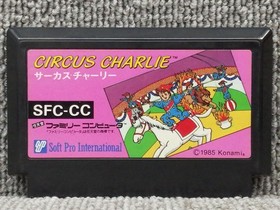 CIRCUS CHARLIE™
サーカスチャーリー
SFC-CC
ファミリー コンピュータ
Soft Pro International
©1985 Konami